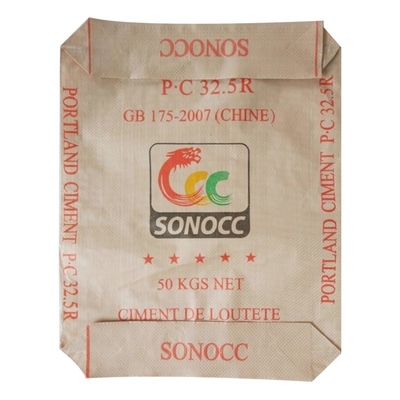 SONOCC
P·C 32.5R
GB 175-2007 (CHINE)
SONOCC
50 KGS NET
CIMENT DE LOUTETE
SONOCC
PORTLAND CIMENT P·C 32.5R
PORTLAND CIMENT P·C 32.5R